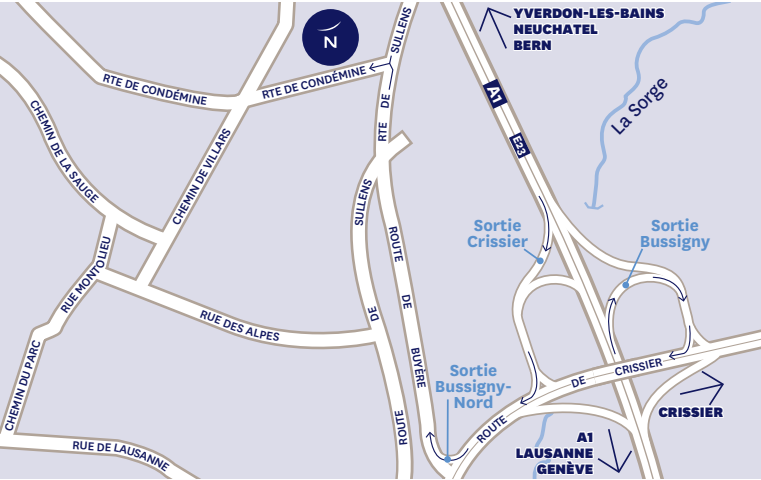 YVERDON-LES-BAINS
NEUCHATEL
BERN
SULLENS
DE
RTE
N
RTE DE CONDÉMINE
RTE DE CONDÉMINE
A1
E23
La Sorge
CHEMIN DE LA SAUGE
CHEMIN DE VILLARS
SULLENS
DE
ROUTE
ROUTE
DE
BUYÈRE
Sortie
Crissier
Sortie
Bussigny
RUE MONTOLIEU
RUE DES ALPES
CHEMIN DU PARC
RUE DE LAUSANNE
Sortie
Bussigny-
Nord
ROUTE DE CRISSIER
CRISSIER
A1
LAUSANNE
GENÈVE